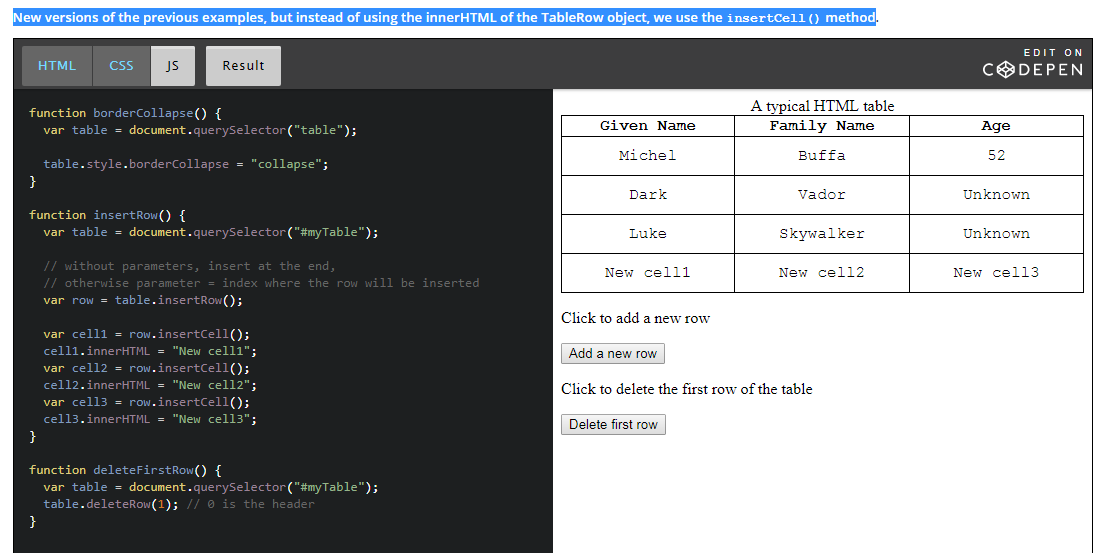 New versions of the previous examples, but instead of using the innerHTML of the TableRow object, we use the insertCell() method.
HTML CSS JS Result
EDIT ON
CODEPEN
function borderCollapse() {
  var table = document.querySelector("table");
  table.style.borderCollapse = "collapse";
}
function insertRow() {
  var table = document.querySelector("#myTable");
  // without parameters, insert at the end,
  // otherwise parameter = index where the row will be inserted
  var row = table.insertRow();
  var cell1 = row.insertCell();
  cell1.innerHTML = "New cell1";
  var cell2 = row.insertCell();
  cell2.innerHTML = "New cell2";
  var cell3 = row.insertCell();
  cell3.innerHTML = "New cell3";
}
function deleteFirstRow() {
  var table = document.querySelector("#myTable");
  table.deleteRow(1); // 0 is the header
}
A typical HTML table
Given Name Family Name Age
Michel Buffa 52
Dark Vador Unknown
Luke Skywalker Unknown
New cell1 New cell2 New cell3
Click to add a new row
Add a new row
Click to delete the first row of the table
Delete first row